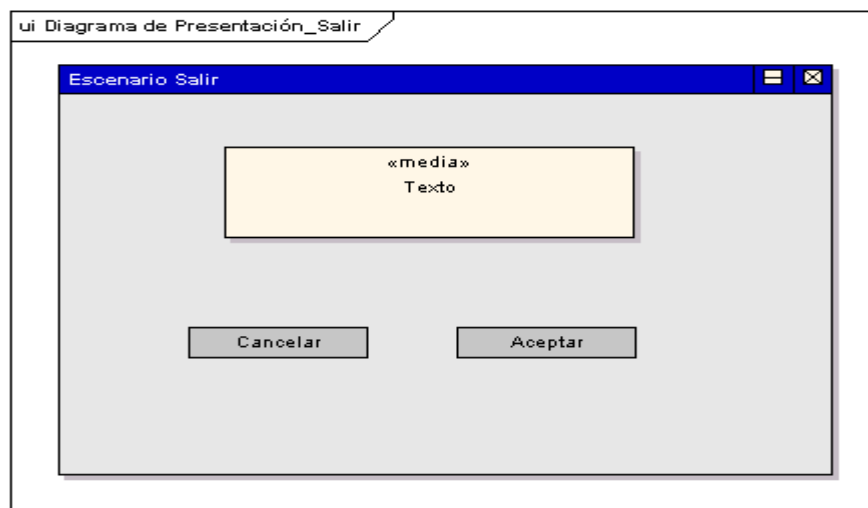 ui Diagrama de Presentación_Salir
Escenario Salir
«media»
Texto
Cancelar
Aceptar